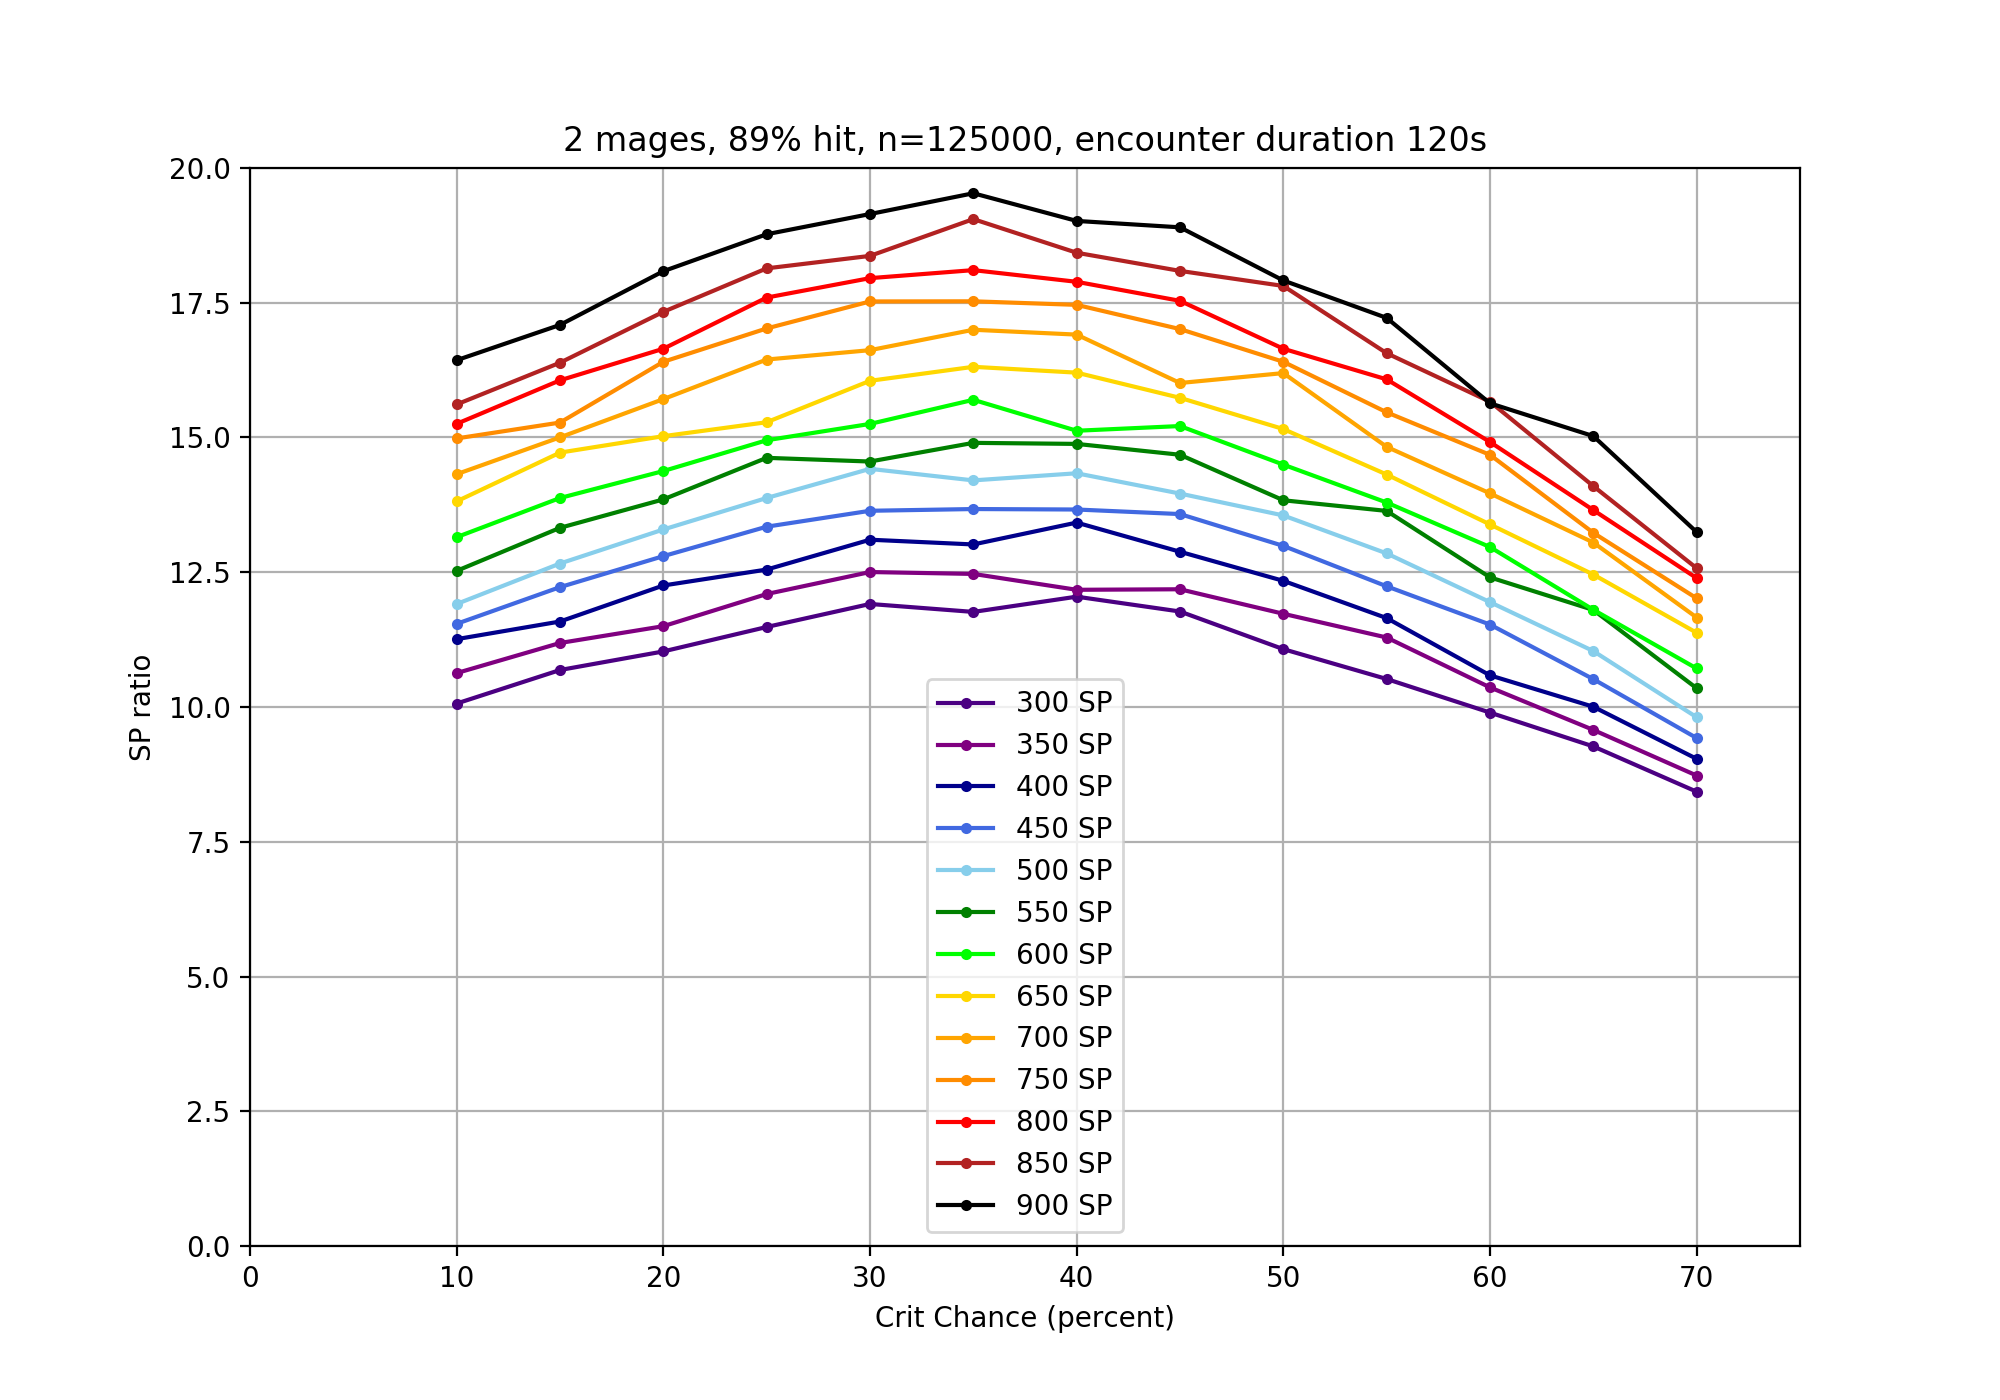 2 mages, 89% hit, n=125000, encounter duration 120s
20.0
17.5
15.0
12.5
10.0
7.5
5.0
2.5
0.0
SP ratio
300 SP
350 SP
400 SP
450 SP
500 SP
550 SP
600 SP
650 SP
700 SP
750 SP
800 SP
850 SP
900 SP
0 10 20 30 40 50 60 70
Crit Chance (percent)